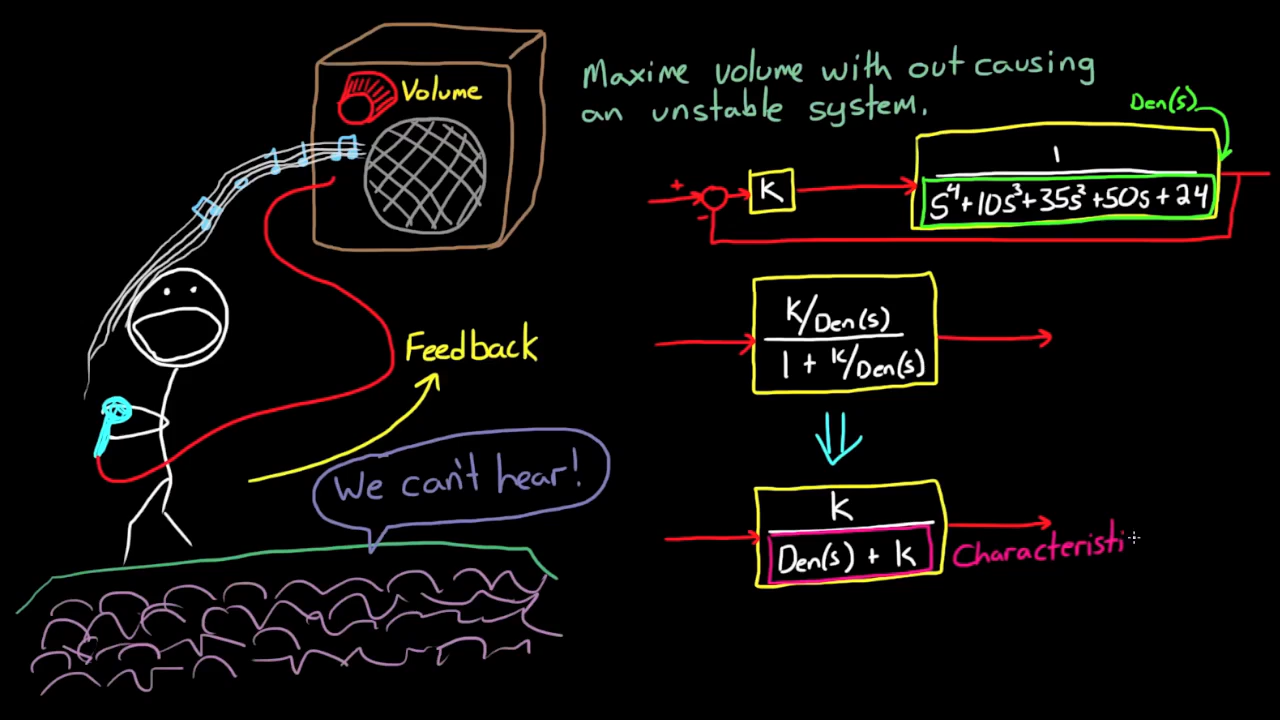 Maxime volume with out causing
an unstable system.
Volume
Den(s)
+
K
-
1
S⁴+10S³+35S²+50S+24
K/Den(s)
1 + K/Den(s)
Feedback
We can't hear!
K
Den(s) + K
Characteristi